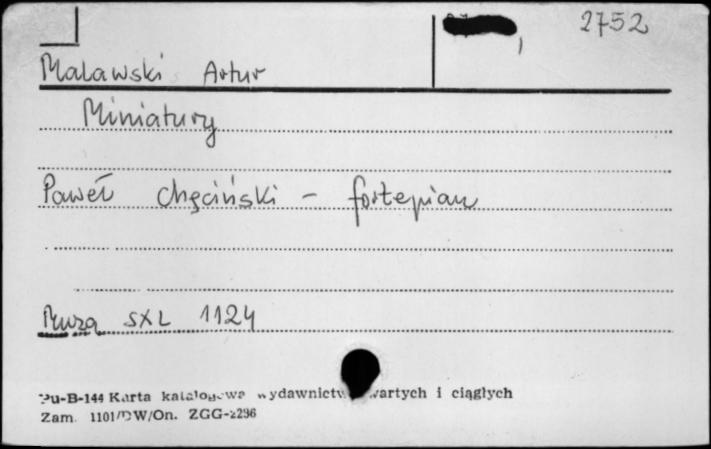 2752
Malawski Artur
Miniatury
Paweł Chęciński - fortepian
Muza SXL 1124
Pu-B-144 Karta katalogowa wydawnictw zwartych i ciągłych
Zam. 1101/DW/On. ZGG-2296